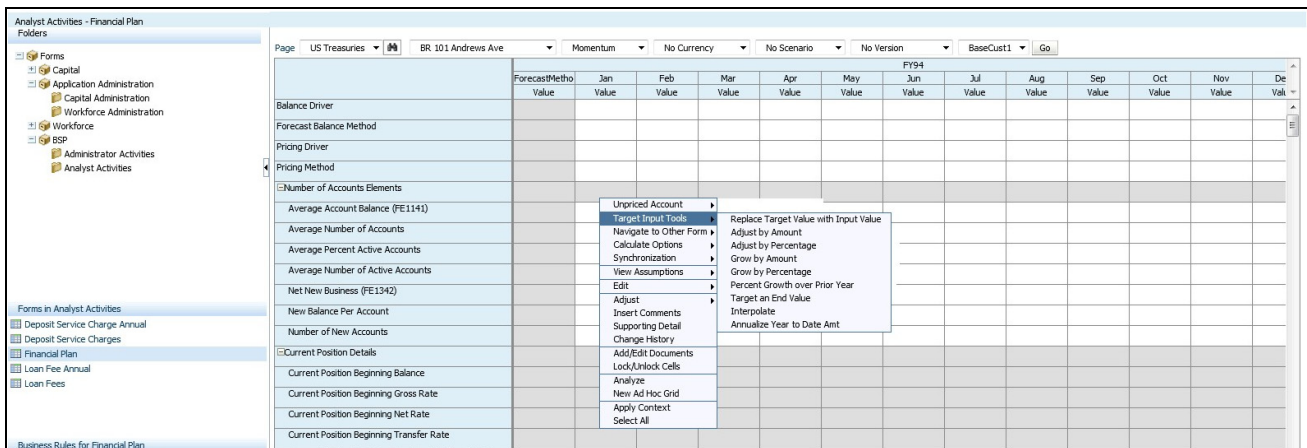 Analyst Activities - Financial Plan
Folders
Forms
Capital
Application Administration
Capital Administration
Workforce Administration
Workforce
BSP
Administrator Activities
Analyst Activities
Forms in Analyst Activities
Deposit Service Charge Annual
Deposit Service Charges
Financial Plan
Loan Fee Annual
Loan Fees
Business Rules for Financial Plan
Page US Treasuries BR 101 Andrews Ave Momentum No Currency No Scenario No Version BaseCust1 Go
FY94
ForecastMetho Jan Feb Mar Apr May Jun Jul Aug Sep Oct Nov De
Value Value Value Value Value Value Value Value Value Value Value Value Valu
Balance Driver
Forecast Balance Method
Pricing Driver
Pricing Method
Number of Accounts Elements
Average Account Balance (FE1141)
Average Number of Accounts
Average Percent Active Accounts
Average Number of Active Accounts
Net New Business (FE1342)
New Balance Per Account
Number of New Accounts
Current Position Details
Current Position Beginning Balance
Current Position Beginning Gross Rate
Current Position Beginning Net Rate
Current Position Beginning Transfer Rate
Unpriced Account
Target Input Tools
Navigate to Other Form
Calculate Options
Synchronization
View Assumptions
Edit
Adjust
Insert Comments
Supporting Detail
Change History
Add/Edit Documents
Lock/Unlock Cells
Analyze
New Ad Hoc Grid
Apply Context
Select All
Replace Target Value with Input Value
Adjust by Amount
Adjust by Percentage
Grow by Amount
Grow by Percentage
Percent Growth over Prior Year
Target an End Value
Interpolate
Annualize Year to Date Amt